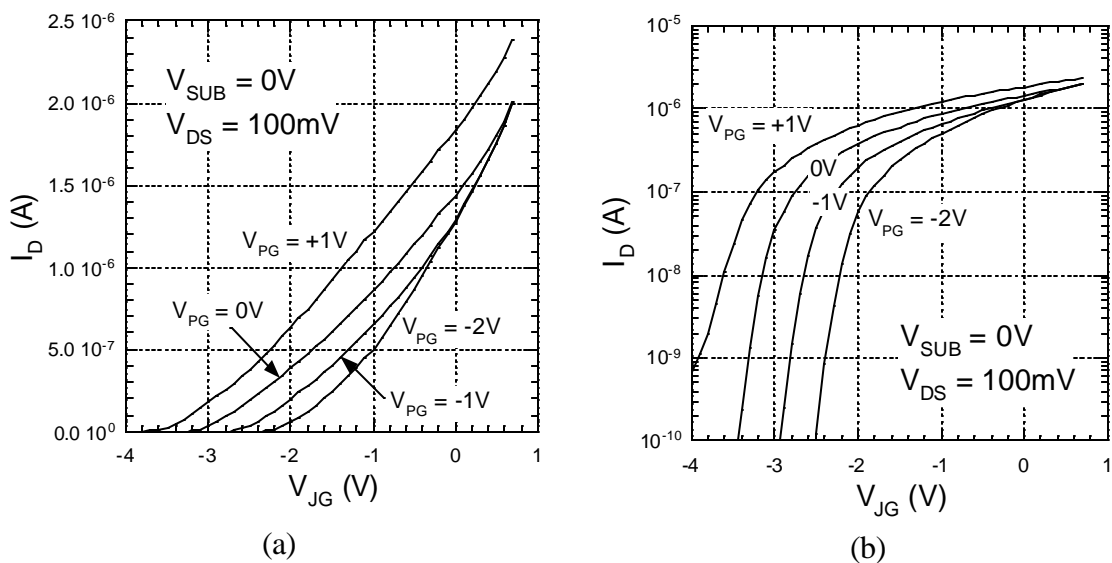 2.5 10⁻⁶
2.0 10⁻⁶
1.5 10⁻⁶
1.0 10⁻⁶
5.0 10⁻⁷
0.0 10⁰
I_D (A)
V_SUB = 0V
V_DS = 100mV
V_PG = +1V
V_PG = 0V
V_PG = -2V
V_PG = -1V
-4 -3 -2 -1 0 1
V_JG (V)
(a)
10⁻⁵
10⁻⁶
10⁻⁷
10⁻⁸
10⁻⁹
10⁻¹⁰
I_D (A)
V_PG = +1V
0V
-1V
V_PG = -2V
V_SUB = 0V
V_DS = 100mV
-4 -3 -2 -1 0 1
V_JG (V)
(b)